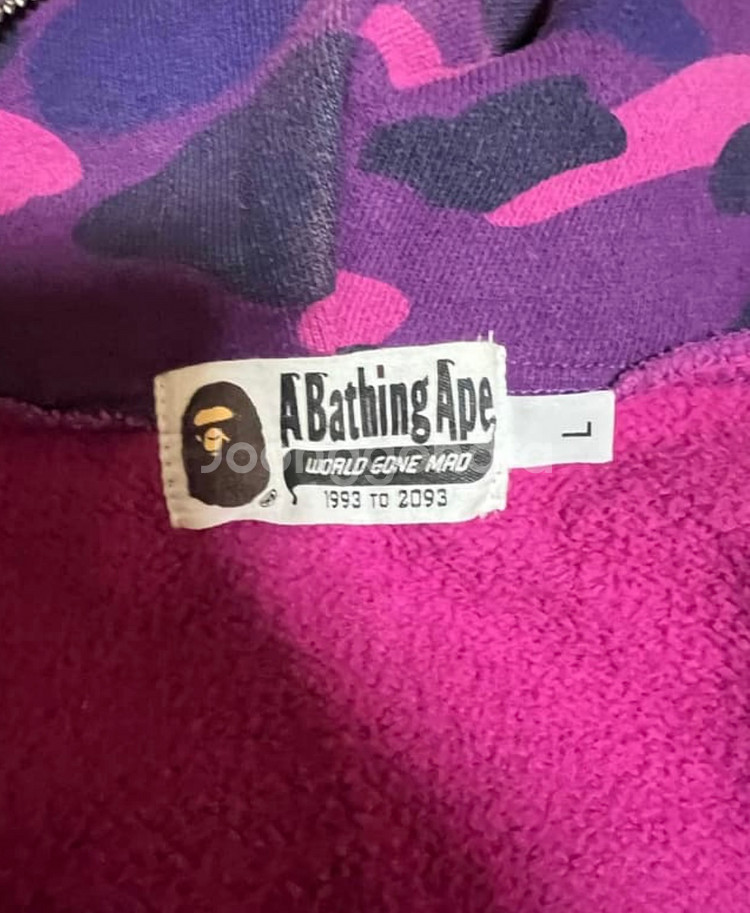 A Bathing Ape
WORLD GONE MAD
1993 TO 2093
L